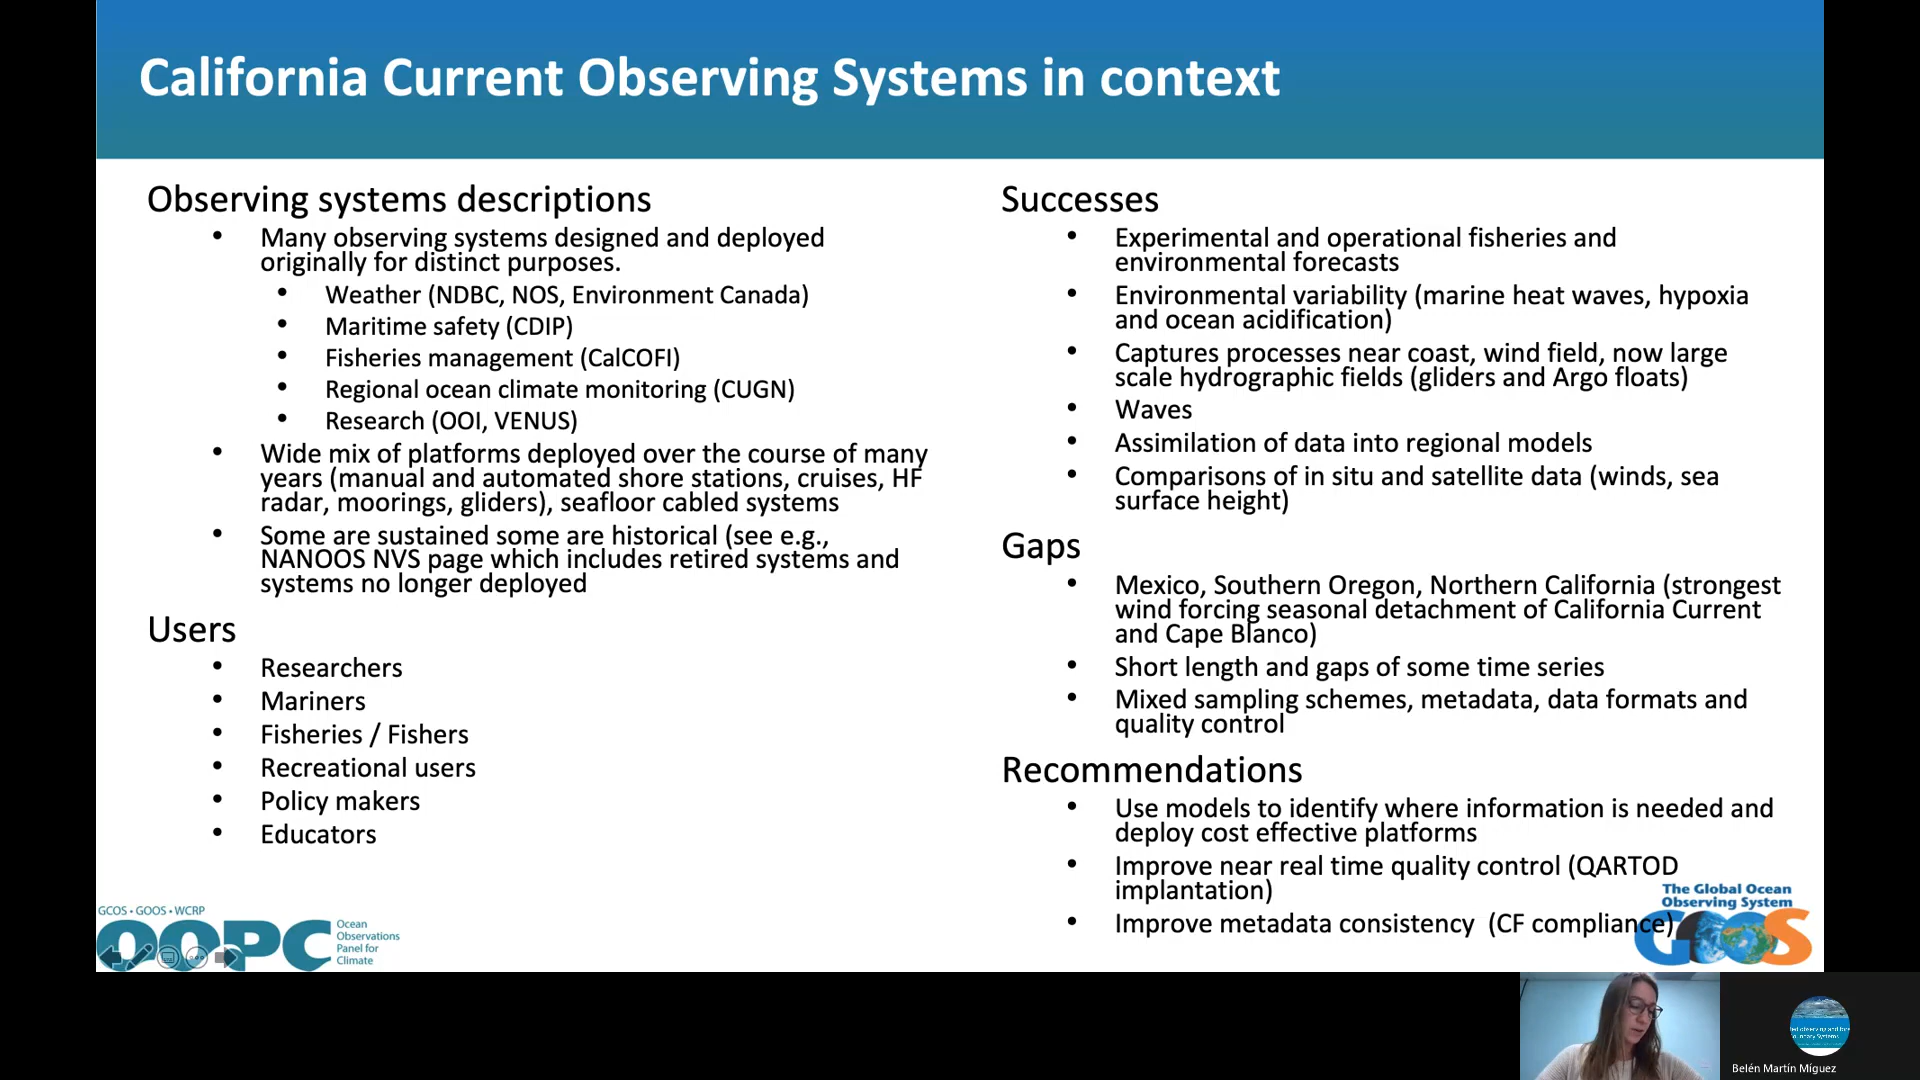 California Current Observing Systems in context
Observing systems descriptions
• Many observing systems designed and deployed
originally for distinct purposes.
• Weather (NDBC, NOS, Environment Canada)
• Maritime safety (CDIP)
• Fisheries management (CalCOFI)
• Regional ocean climate monitoring (CUGN)
• Research (OOI, VENUS)
• Wide mix of platforms deployed over the course of many
years (manual and automated shore stations, cruises, HF
radar, moorings, gliders), seafloor cabled systems
• Some are sustained some are historical (see e.g.,
NANOOS NVS page which includes retired systems and
systems no longer deployed
Users
• Researchers
• Mariners
• Fisheries / Fishers
• Recreational users
• Policy makers
• Educators
Successes
• Experimental and operational fisheries and
environmental forecasts
• Environmental variability (marine heat waves, hypoxia
and ocean acidification)
• Captures processes near coast, wind field, now large
scale hydrographic fields (gliders and Argo floats)
• Waves
• Assimilation of data into regional models
• Comparisons of in situ and satellite data (winds, sea
surface height)
Gaps
• Mexico, Southern Oregon, Northern California (strongest
wind forcing seasonal detachment of California Current
and Cape Blanco)
• Short length and gaps of some time series
• Mixed sampling schemes, metadata, data formats and
quality control
Recommendations
• Use models to identify where information is needed and
deploy cost effective platforms
• Improve near real time quality control (QARTOD
implantation)
• Improve metadata consistency (CF compliance)
GCOS • GOOS • WCRP
OOPC
Ocean
Observations
Panel for
Climate
The Global Ocean
Observing System
GOOS
Belén Martín Míguez